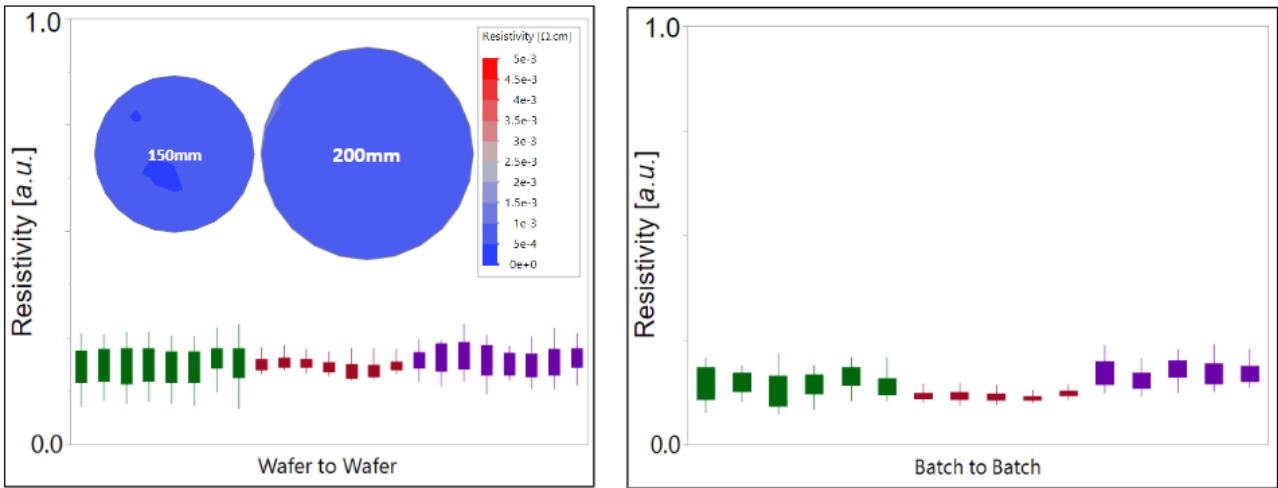 1.0
Resistivity [a.u.]
0.0
Wafer to Wafer
150mm
200mm
Resistivity [Ω.cm]
5e-3
4.5e-3
4e-3
3.5e-3
3e-3
2.5e-3
2e-3
1.5e-3
1e-3
5e-4
0e+0
1.0
Resistivity [a.u.]
0.0
Batch to Batch